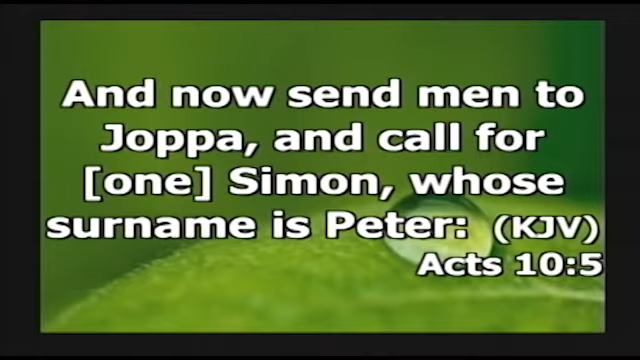 And now send men to
Joppa, and call for
[one] Simon, whose
surname is Peter: (KJV)
Acts 10:5